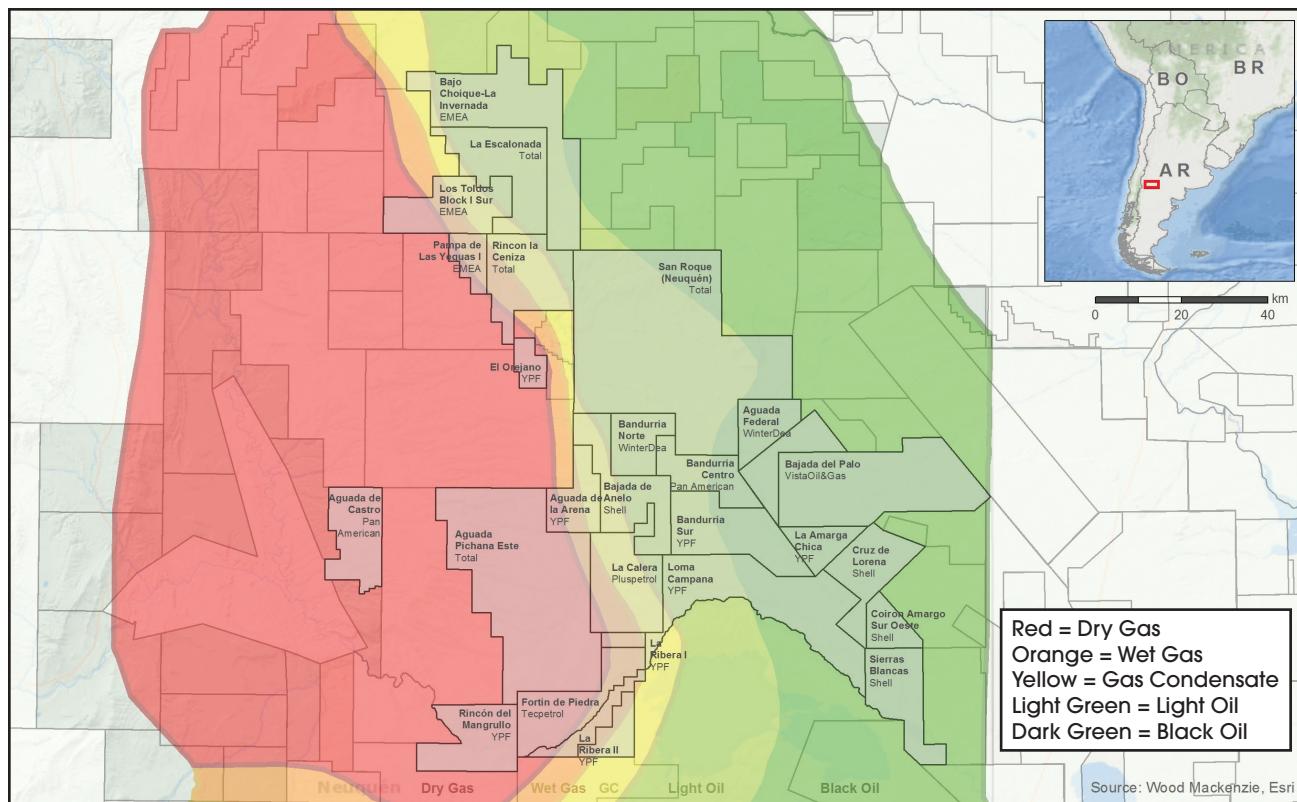 Bajo
Choique-La
Invernada
EMEA
La Escalonada
Total
Los Toldos
Block I Sur
EMEA
Pampa de
Las Yeguas I
EMEA
Rincon la
Ceniza
Total
San Roque
(Neuquén)
Total
El Orejano
YPF
Aguada
Federal
WinterDea
Bandurria
Norte
WinterDea
Bandurria
Centro
Pan American
Bajada del Palo
VistaOil&Gas
Aguada de
Castro
Pan
American
Aguada
Pichana Este
Total
Aguada de
la Arena
YPF
Bajada de
Anelo
Shell
Bandurria
Sur
YPF
La Amarga
Chica
YPF
Cruz de
Lorena
Shell
La Calera
Pluspetrol
Loma
Campana
YPF
Coiron Amargo
Sur Oeste
Shell
La
Ribera I
YPF
Sierras
Blancas
Shell
Fortin de Piedra
Tecpetrol
Rincón del
Mangrullo
YPF
La
Ribera II
YPF
Neuquén
Dry Gas
Wet Gas
GC
Light Oil
Black Oil
AMERICA
BO
BR
AR
km
0 20 40
Red = Dry Gas
Orange = Wet Gas
Yellow = Gas Condensate
Light Green = Light Oil
Dark Green = Black Oil
Source: Wood Mackenzie, Esri